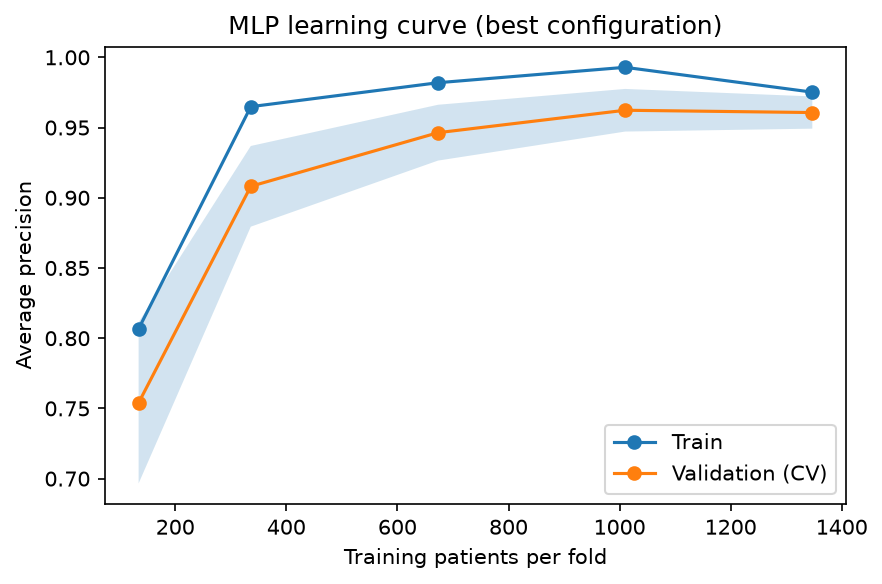 MLP learning curve (best configuration)
1.00
0.95
0.90
0.85
0.80
0.75
0.70
Average precision
Train
Validation (CV)
200 400 600 800 1000 1200 1400
Training patients per fold